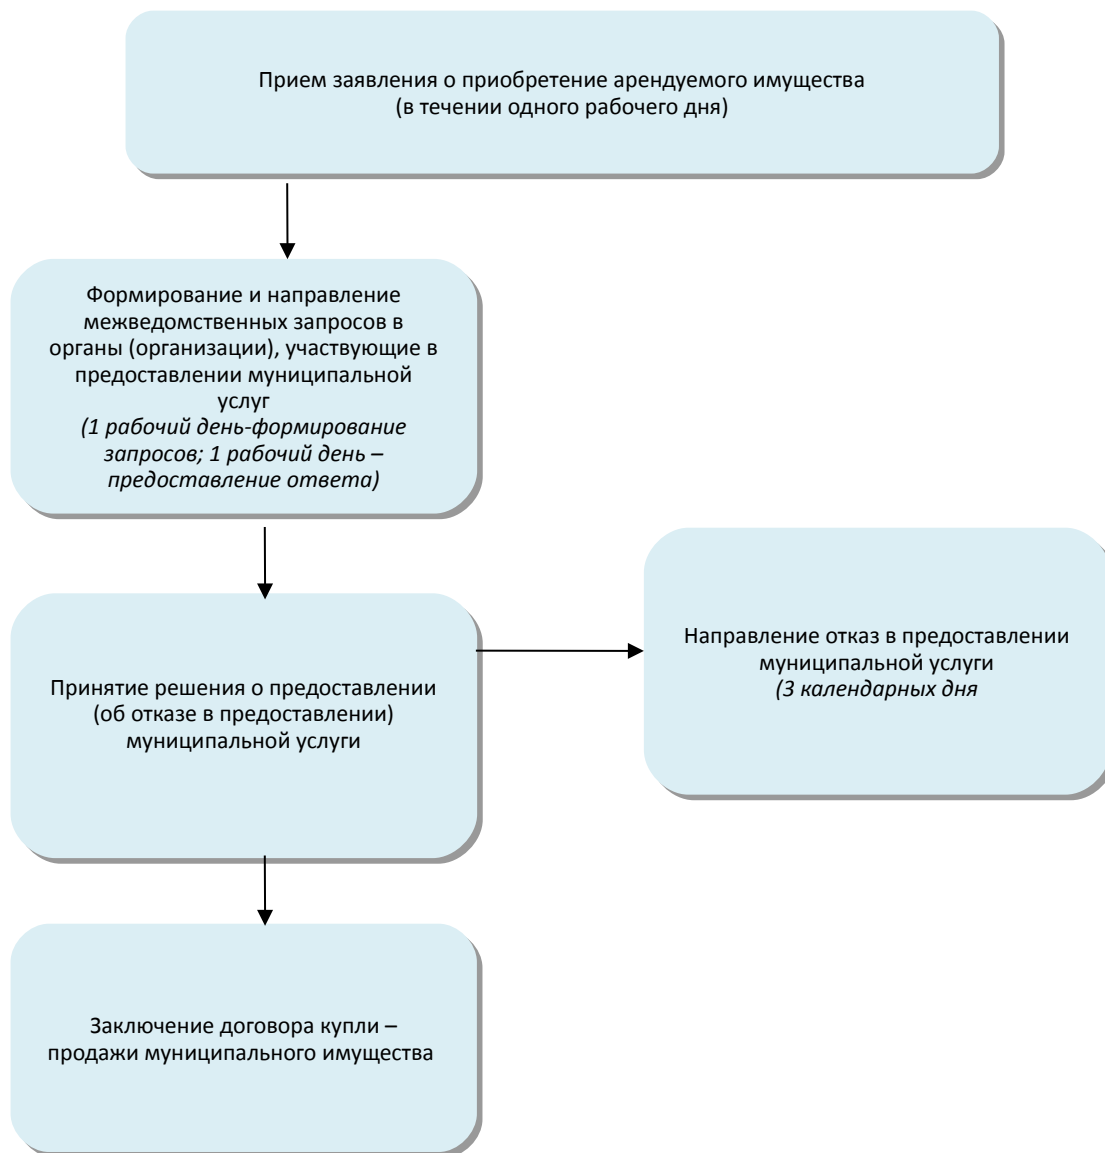 Прием заявления о приобретение арендуемого имущества
(в течении одного рабочего дня)
Формирование и направление
межведомственных запросов в
органы (организации), участвующие в
предоставлении муниципальной
услуг
(1 рабочий день-формирование
запросов; 1 рабочий день –
предоставление ответа)
Принятие решения о предоставлении
(об отказе в предоставлении)
муниципальной услуги
Направление отказ в предоставлении
муниципальной услуги
(3 календарных дня
Заключение договора купли –
продажи муниципального имущества